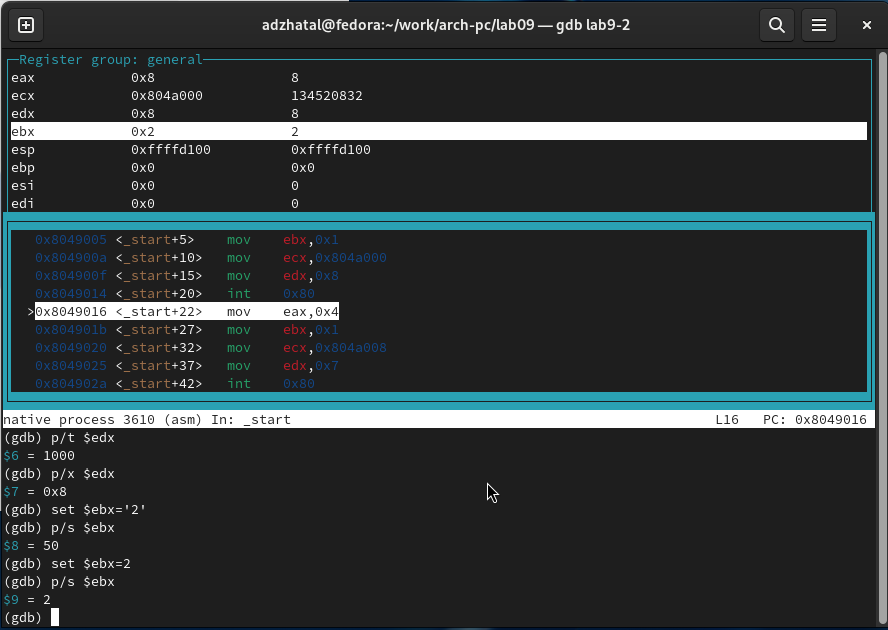 adzhatal@fedora:~/work/arch-pc/lab09 — gdb lab9-2
Register group: general
eax 0x8 8
ecx 0x804a000 134520832
edx 0x8 8
ebx 0x2 2
esp 0xffffd100 0xffffd100
ebp 0x0 0x0
esi 0x0 0
edi 0x0 0
0x8049005 <_start+5> mov ebx,0x1
0x804900a <_start+10> mov ecx,0x804a000
0x804900f <_start+15> mov edx,0x8
0x8049014 <_start+20> int 0x80
>0x8049016 <_start+22> mov eax,0x4
0x804901b <_start+27> mov ebx,0x1
0x8049020 <_start+32> mov ecx,0x804a008
0x8049025 <_start+37> mov edx,0x7
0x804902a <_start+42> int 0x80
native process 3610 (asm) In: _start L16 PC: 0x8049016
(gdb) p/t $edx
$6 = 1000
(gdb) p/x $edx
$7 = 0x8
(gdb) set $ebx='2'
(gdb) p/s $ebx
$8 = 50
(gdb) set $ebx=2
(gdb) p/s $ebx
$9 = 2
(gdb)